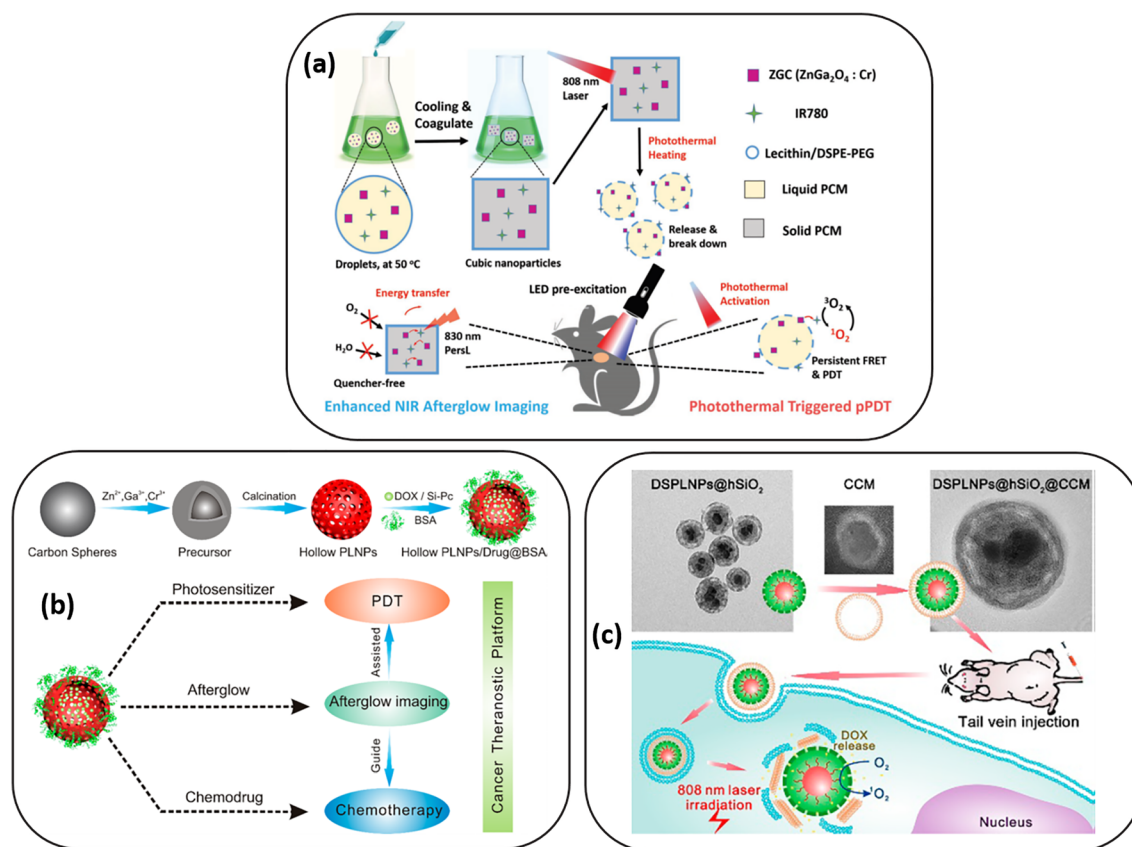 (a)
Cooling &
Coagulate
Droplets, at 50 °C
Cubic nanoparticles
808 nm
Laser
Photothermal
Heating
Release &
break down
ZGC (ZnGa₂O₄ : Cr)
IR780
Lecithin/DSPE-PEG
Liquid PCM
Solid PCM
LED pre-excitation
Energy transfer
O₂
H₂O
830 nm
PersL
Quencher-free
Enhanced NIR Afterglow Imaging
Photothermal
Activation
³O₂
¹O₂
Persistent FRET
& PDT
Photothermal Triggered pPDT
(b)
Zn²⁺,Ga³⁺,Cr³⁺
Calcination
DOX / Si-Pc
BSA
Carbon Spheres
Precursor
Hollow PLNPs
Hollow PLNPs/Drug@BSA
Photosensitizer
PDT
Assisted
Afterglow
Afterglow imaging
Guide
Chemodrug
Chemotherapy
Cancer Theranostic Platform
(c)
DSPLNPs@hSiO₂
CCM
DSPLNPs@hSiO₂@CCM
Tail vein injection
DOX
release
O₂
¹O₂
808 nm laser
irradiation
Nucleus